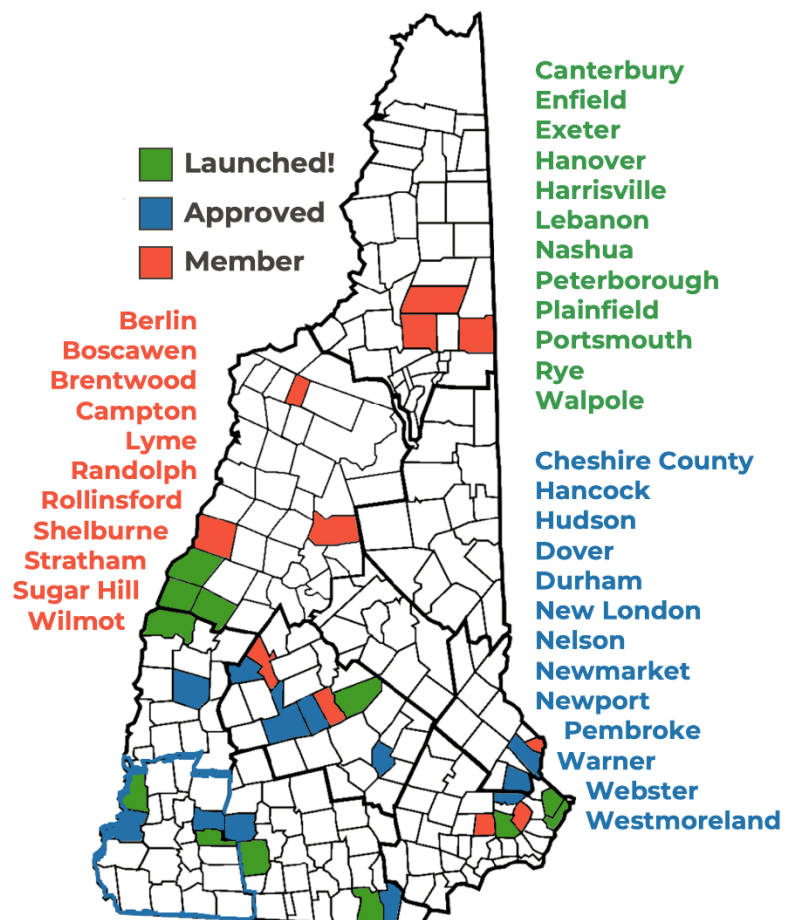 Launched!
Approved
Member
Berlin
Boscawen
Brentwood
Campton
Lyme
Randolph
Rollinsford
Shelburne
Stratham
Sugar Hill
Wilmot
Canterbury
Enfield
Exeter
Hanover
Harrisville
Lebanon
Nashua
Peterborough
Plainfield
Portsmouth
Rye
Walpole
Cheshire County
Hancock
Hudson
Dover
Durham
New London
Nelson
Newmarket
Newport
Pembroke
Warner
Webster
Westmoreland